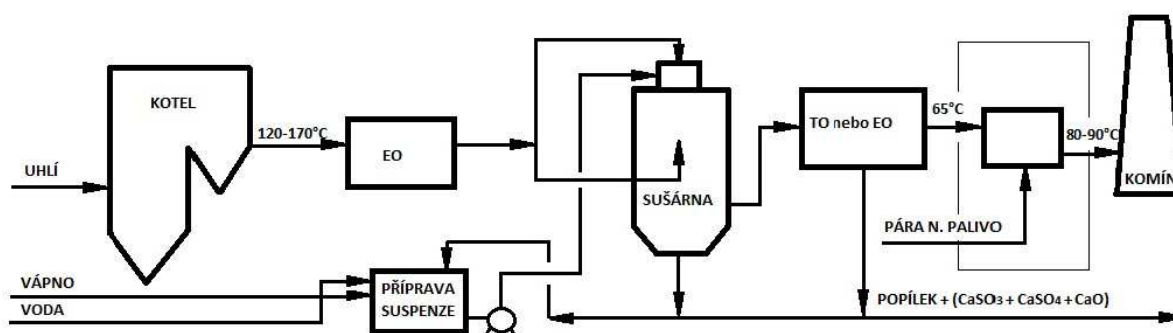 KOTEL
120-170°C
EO
UHLÍ
SUŠÁRNA
TO nebo EO
65°C
80-90°C
KOMÍN
PÁRA N. PALIVO
VÁPNO
VODA
PŘÍPRAVA
SUSPENZE
POPÍLEK + (CaSO3 + CaSO4 + CaO)